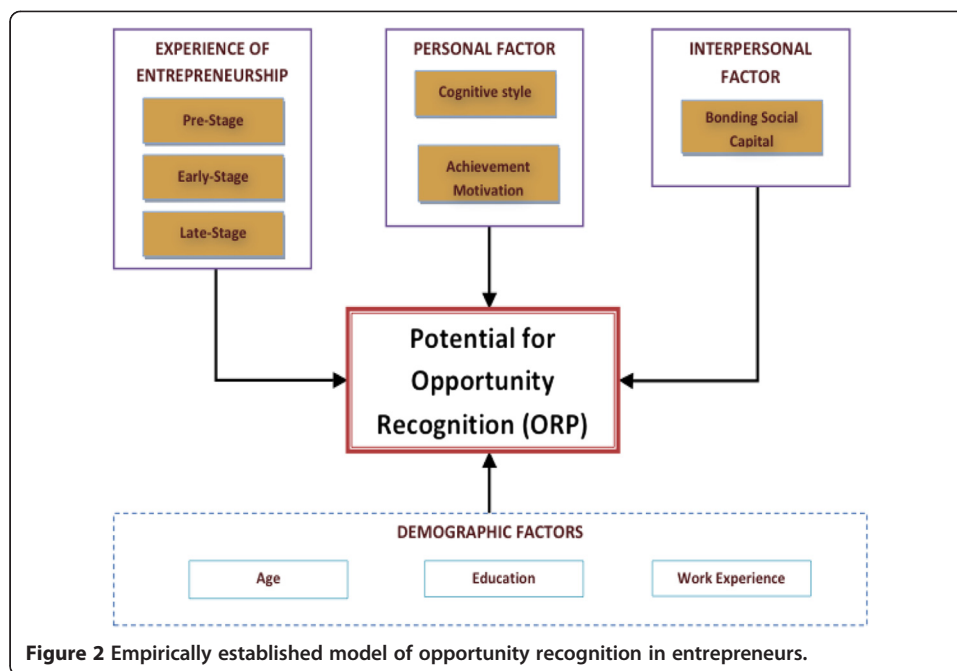 EXPERIENCE OF
ENTREPRENEURSHIP
Pre-Stage
Early-Stage
Late-Stage
PERSONAL FACTOR
Cognitive style
Achievement
Motivation
INTERPERSONAL
FACTOR
Bonding Social
Capital
Potential for
Opportunity
Recognition (ORP)
DEMOGRAPHIC FACTORS
Age
Education
Work Experience
Figure 2 Empirically established model of opportunity recognition in entrepreneurs.